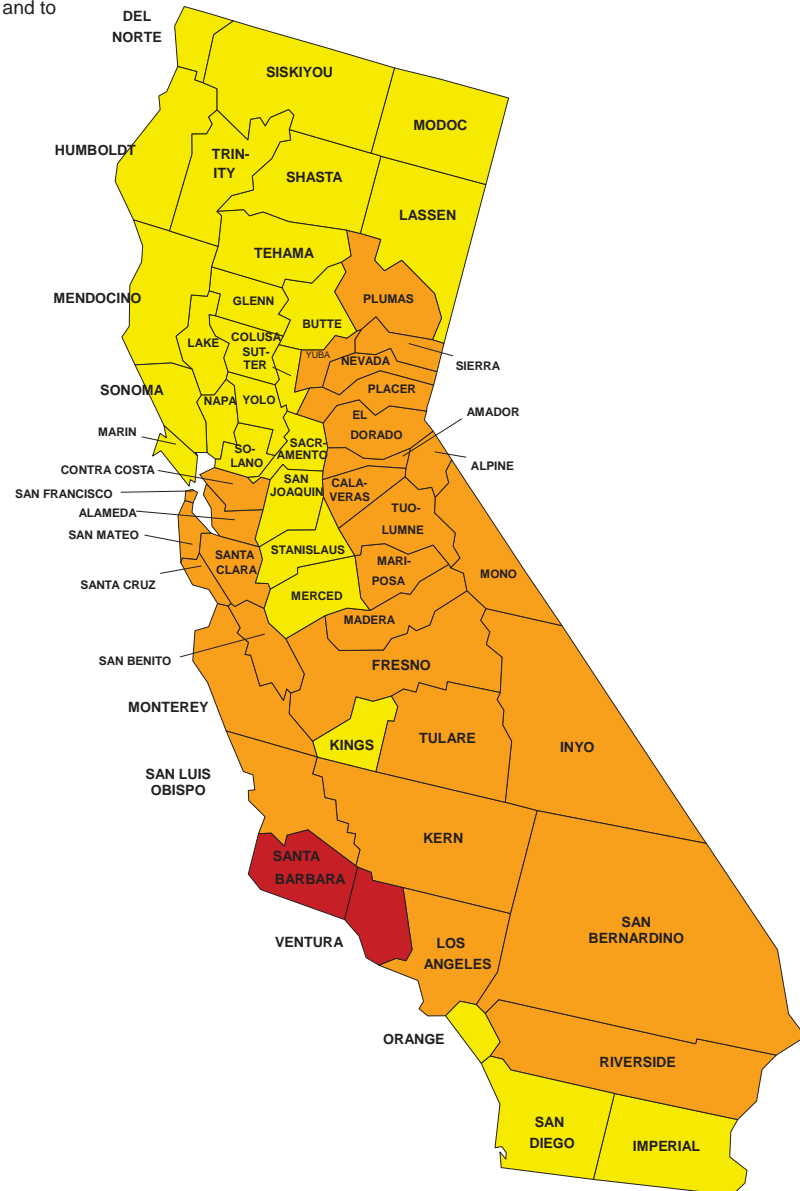 and to
DEL
NORTE
SISKIYOU
MODOC
HUMBOLDT
TRIN-
ITY
SHASTA
LASSEN
TEHAMA
PLUMAS
MENDOCINO
GLENN
BUTTE
LAKE
COLUSA
SUT-
TER
YUBA
NEVADA
SIERRA
SONOMA
NAPA
YOLO
PLACER
EL
DORADO
AMADOR
MARIN
SACR-
AMENTO
SO-
LANO
ALPINE
CONTRA COSTA
SAN
JOAQUIN
CALA-
VERAS
SAN FRANCISCO
ALAMEDA
TUO-
LUMNE
SAN MATEO
SANTA
CLARA
STANISLAUS
MARI-
POSA
MONO
SANTA CRUZ
MERCED
MADERA
SAN BENITO
FRESNO
MONTEREY
KINGS
TULARE
INYO
SAN LUIS
OBISPO
KERN
SANTA
BARBARA
SAN
BERNARDINO
VENTURA
LOS
ANGELES
ORANGE
RIVERSIDE
SAN
DIEGO
IMPERIAL